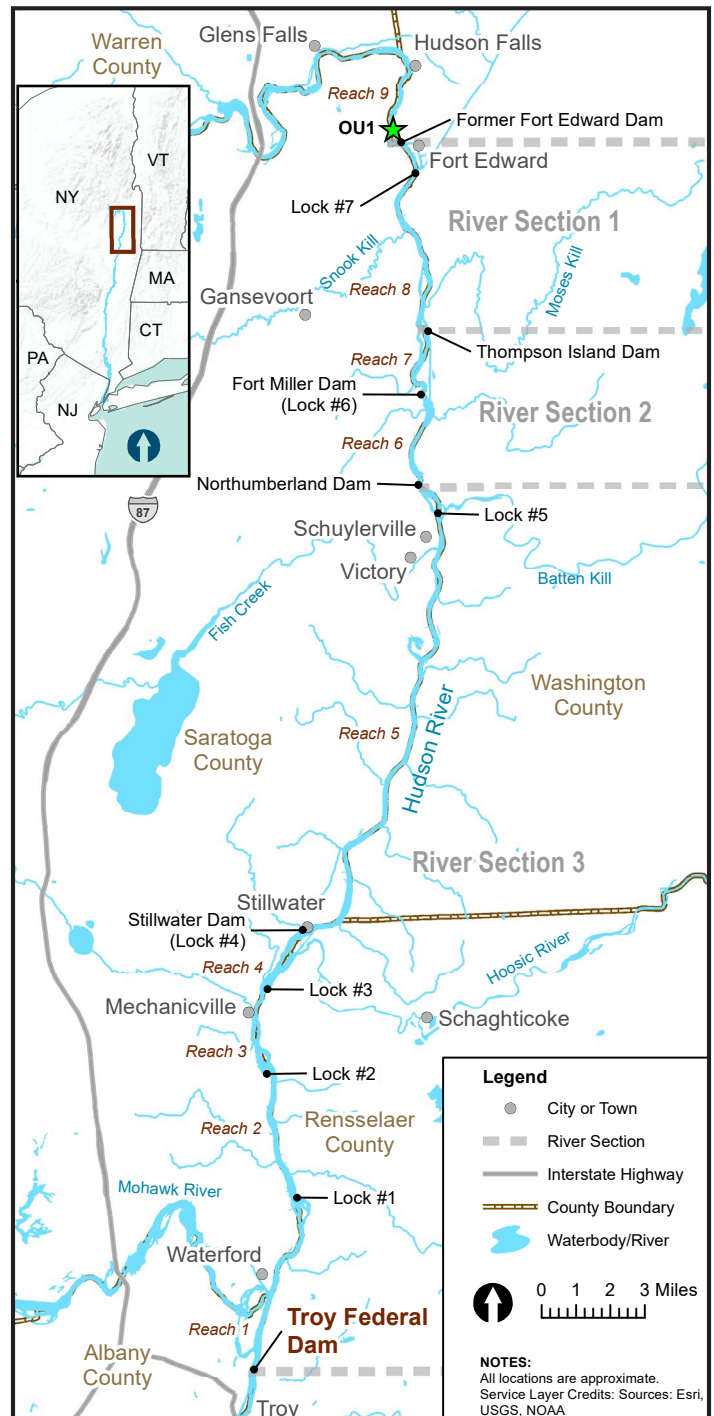 Glens Falls
Warren
County
Hudson Falls
Reach 9
OU1
Former Fort Edward Dam
Fort Edward
Lock #7
VT
NY
MA
CT
PA
NJ
River Section 1
Snook Kill
Moses Kill
Gansevoort
Reach 8
Thompson Island Dam
Reach 7
Fort Miller Dam
(Lock #6)
River Section 2
Reach 6
Northumberland Dam
87
Lock #5
Schuylerville
Victory
Batten Kill
Fish Creek
Washington
County
Hudson River
Reach 5
Saratoga
County
River Section 3
Stillwater
Stillwater Dam
(Lock #4)
Hoosic River
Reach 4
Lock #3
Mechanicville
Schaghticoke
Reach 3
Lock #2
Rensselaer
County
Reach 2
Mohawk River
Lock #1
Waterford
Reach 1
Troy Federal
Dam
Albany
County
Troy
Legend
City or Town
River Section
Interstate Highway
County Boundary
Waterbody/River
0 1 2 3 Miles
NOTES:
All locations are approximate.
Service Layer Credits: Sources: Esri,
USGS, NOAA